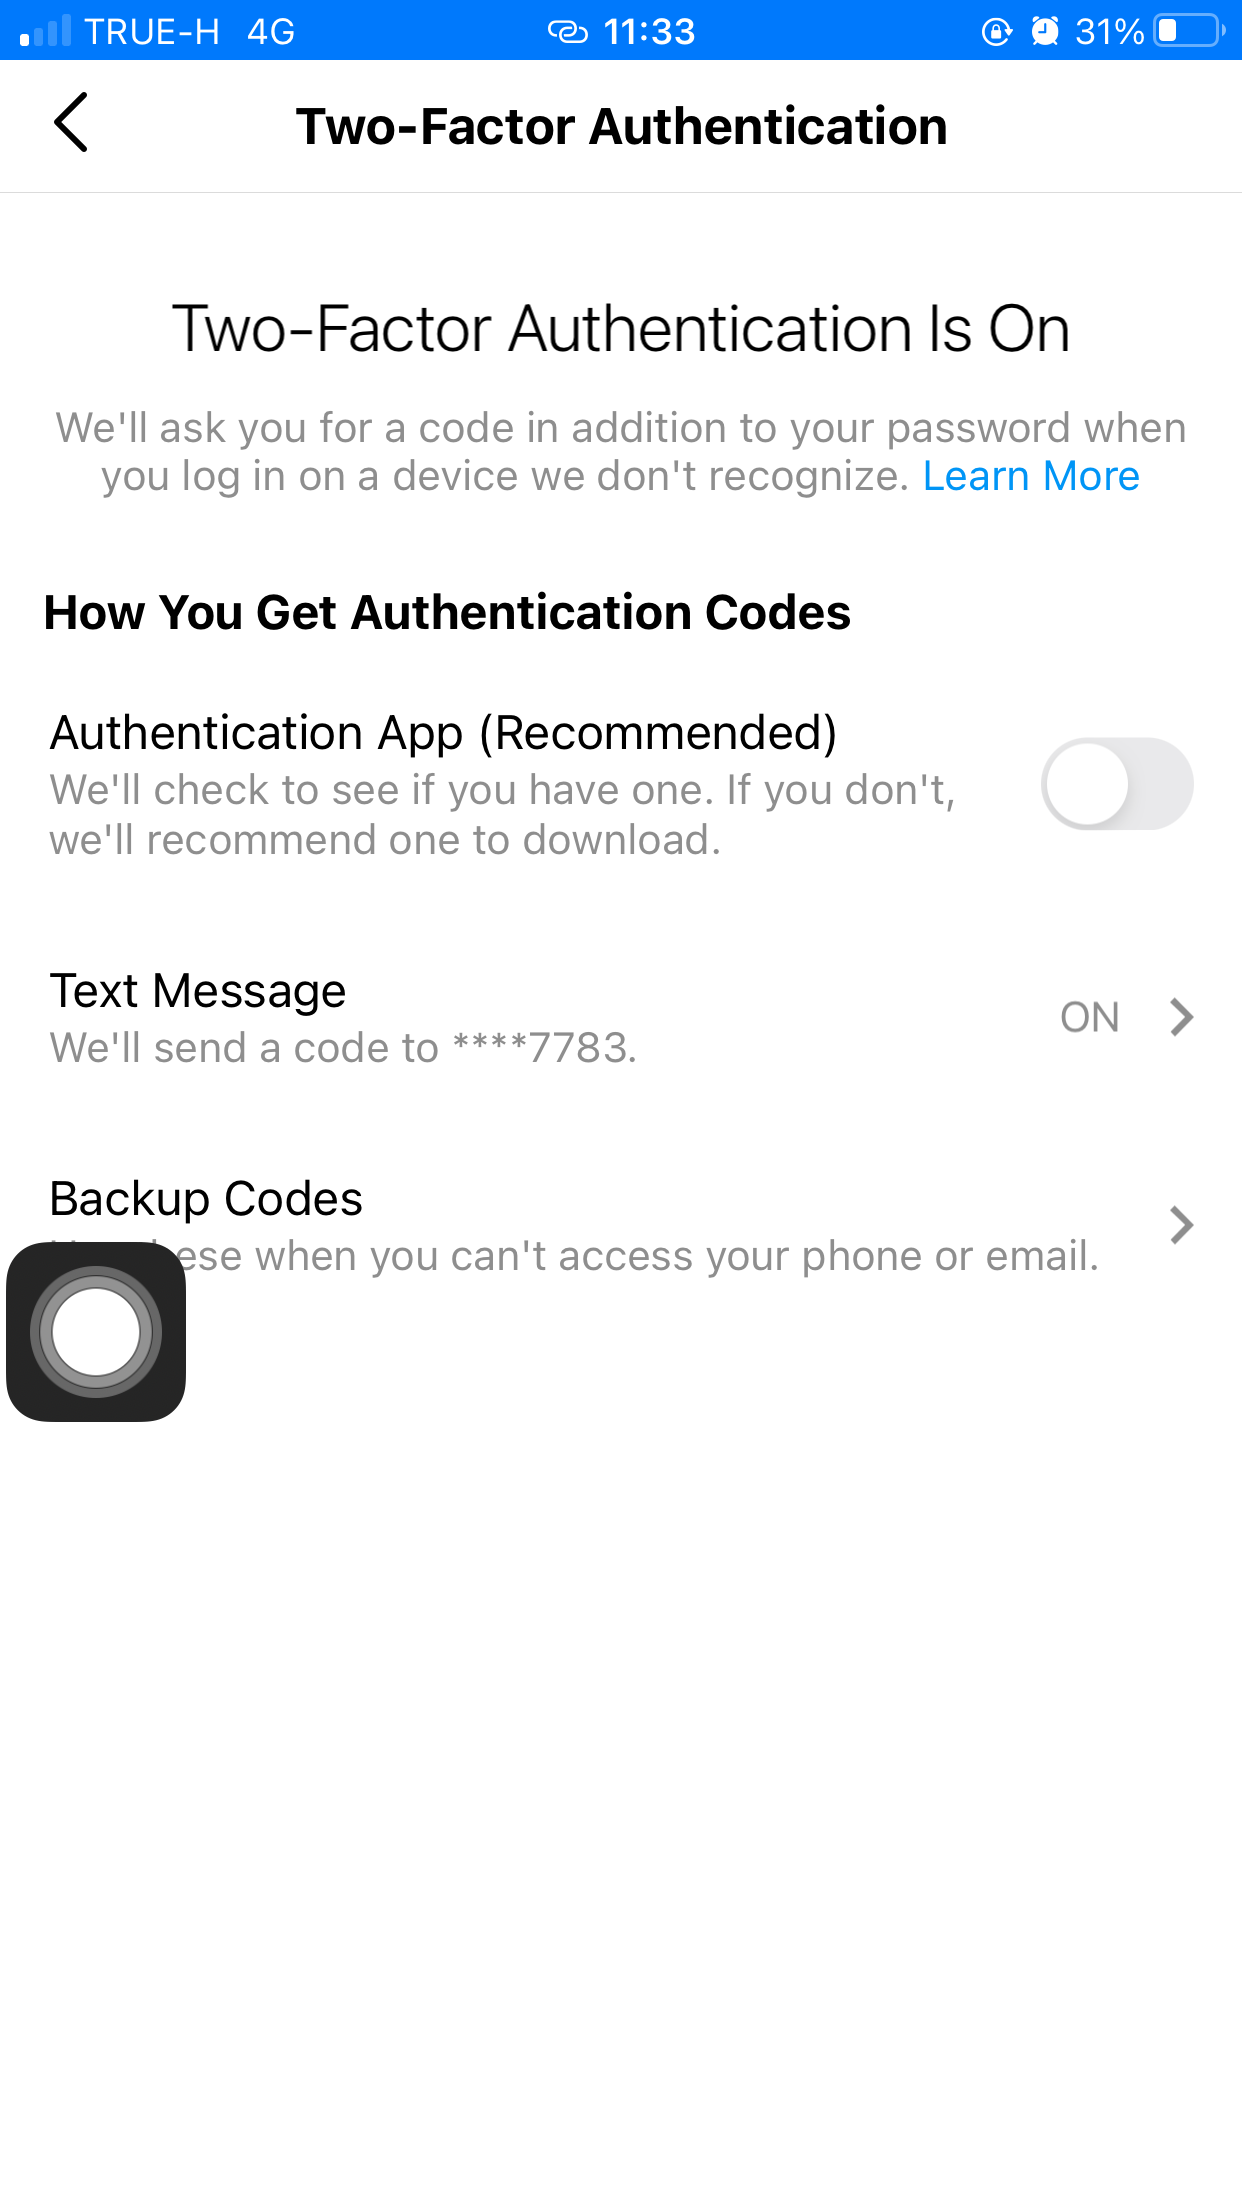 TRUE-H 4G 11:33 31%
Two-Factor Authentication
Two-Factor Authentication Is On
We'll ask you for a code in addition to your password when
you log in on a device we don't recognize. Learn More
How You Get Authentication Codes
Authentication App (Recommended)
We'll check to see if you have one. If you don't,
we'll recommend one to download.
Text Message
We'll send a code to ****7783.
ON
Backup Codes
when you can't access your phone or email.